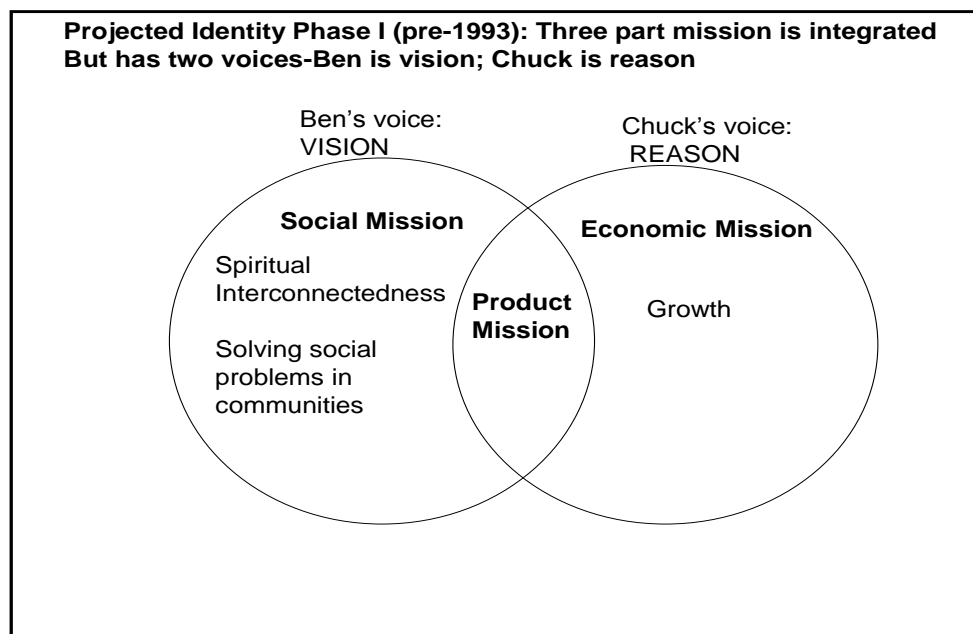 Projected Identity Phase I (pre-1993): Three part mission is integrated
But has two voices-Ben is vision; Chuck is reason
Ben's voice:
VISION
Chuck's voice:
REASON
Social Mission
Spiritual
Interconnectedness
Solving social
problems in
communities
Product
Mission
Economic Mission
Growth